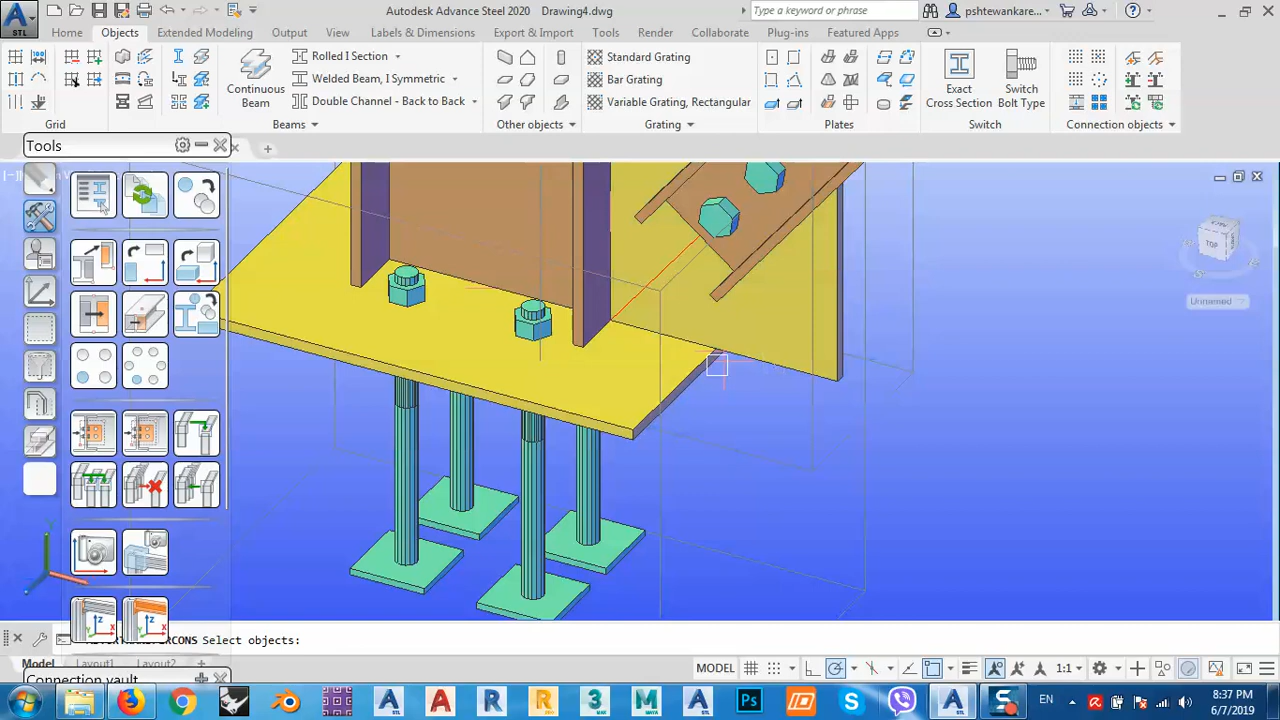 Autodesk Advance Steel 2020 Drawing4.dwg
Type a keyword or phrase
pshtewankare...
STL
Home Objects Extended Modeling Output View Labels & Dimensions Export & Import Tools Render Collaborate Plug-ins Featured Apps
Rolled I Section
Welded Beam, I Symmetric
Double Channel - Back to Back
Continuous
Beam
Standard Grating
Bar Grating
Variable Grating, Rectangular
Exact
Cross Section
Switch
Bolt Type
Grid Beams Other objects Grating Plates Switch Connection objects
Tools
TOP
Unnamed
Select objects:
Model Layout1 Layout2
MODEL
1:1
Connection vault
EN
8:37 PM
6/7/2019